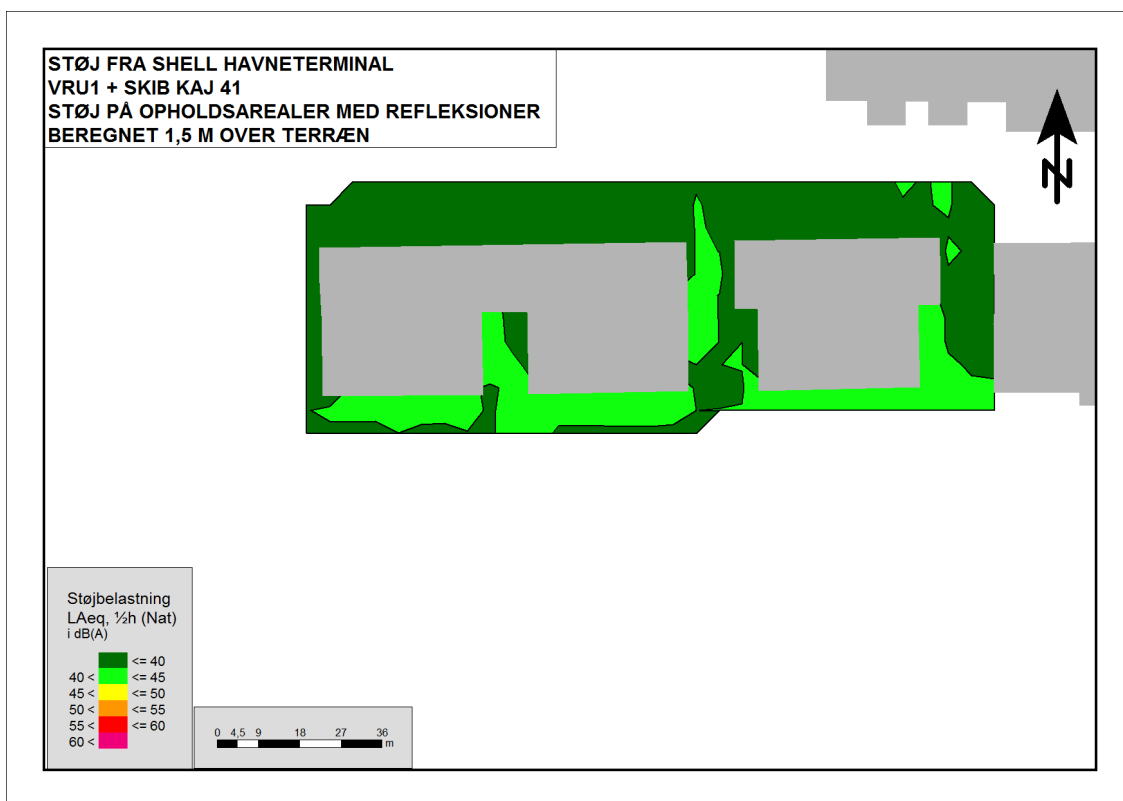 STØJ FRA SHELL HAVNETERMINAL
VRU1 + SKIB KAJ 41
STØJ PÅ OPHOLDSAREALER MED REFLEKSIONER
BEREGNET 1,5 M OVER TERRÆN
N
Støjbelastning
LAeq, ½h (Nat)
i dB(A)
<= 40
40 < <= 45
45 < <= 50
50 < <= 55
55 < <= 60
60 <
0 4,5 9 18 27 36
m